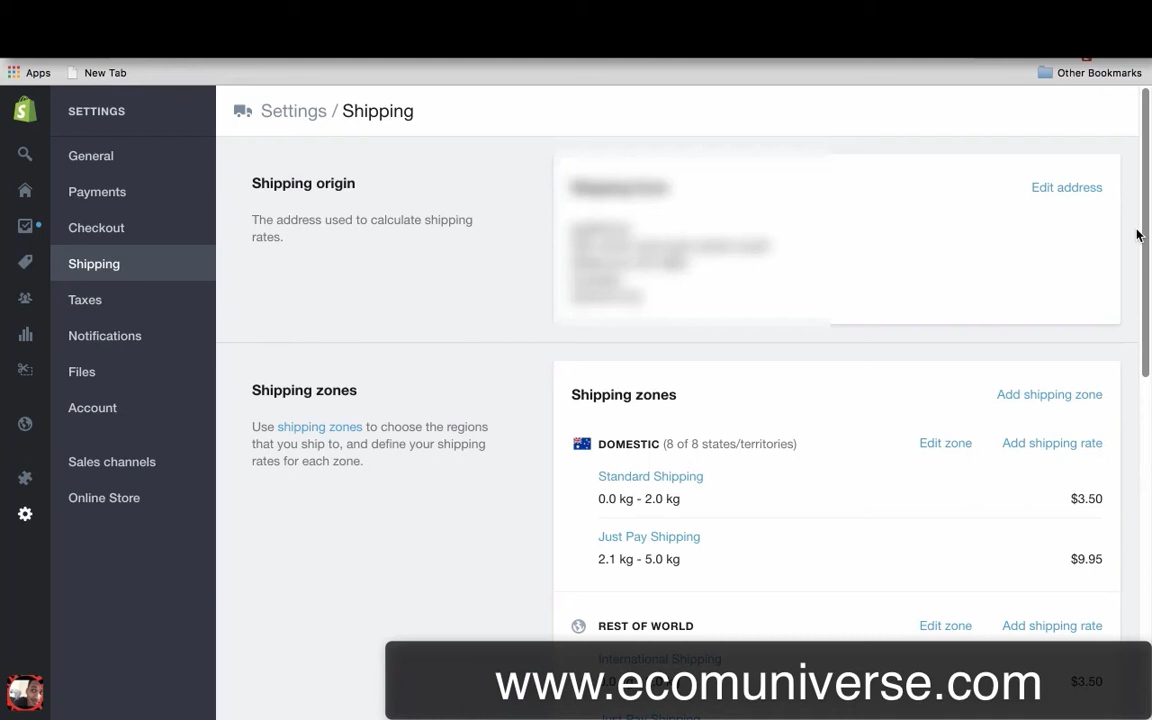 Apps
New Tab
Other Bookmarks
SETTINGS
General
Payments
Checkout
Shipping
Taxes
Notifications
Files
Account
Sales channels
Online Store
Settings / Shipping
Shipping origin
The address used to calculate shipping
rates.
Edit address
Shipping zones
Use shipping zones to choose the regions
that you ship to, and define your shipping
rates for each zone.
Shipping zones
Add shipping zone
DOMESTIC (8 of 8 states/territories)
Edit zone
Add shipping rate
Standard Shipping
0.0 kg - 2.0 kg
$3.50
Just Pay Shipping
2.1 kg - 5.0 kg
$9.95
REST OF WORLD
Edit zone
Add shipping rate
International Shipping
$3.50
Just Pay Shipping
www.ecomuniverse.com